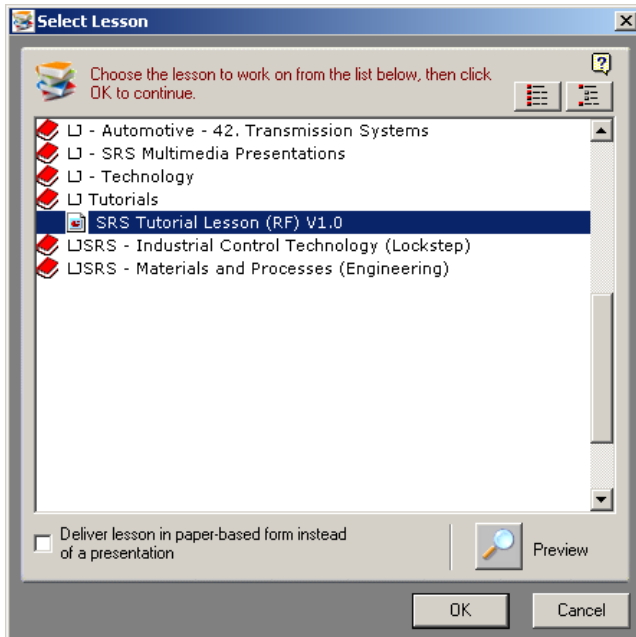 Select Lesson
Choose the lesson to work on from the list below, then click
OK to continue.
LJ - Automotive - 42. Transmission Systems
LJ - SRS Multimedia Presentations
LJ - Technology
LJ Tutorials
SRS Tutorial Lesson (RF) V1.0
LJSRS - Industrial Control Technology (Lockstep)
LJSRS - Materials and Processes (Engineering)
Deliver lesson in paper-based form instead
of a presentation
Preview
OK
Cancel